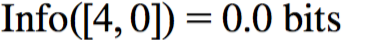 Info([4, 0]) = 0.0 bits